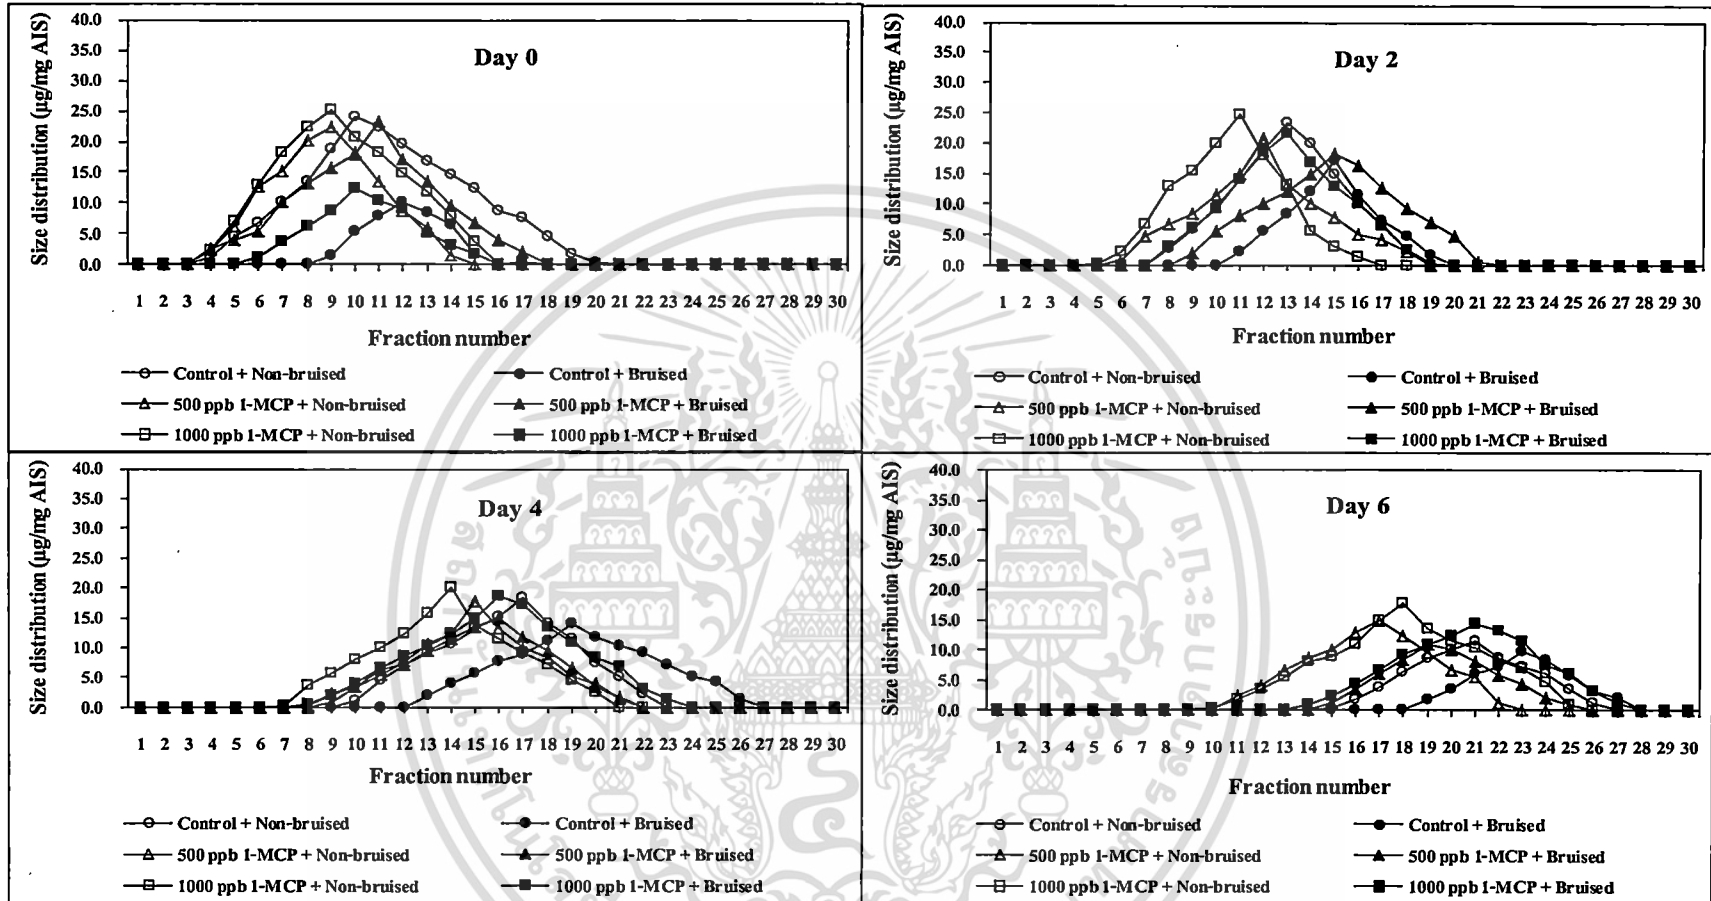 Day 0
Size distribution (µg/mg AIS)
40.0
35.0
30.0
25.0
20.0
15.0
10.0
5.0
0.0
1 2 3 4 5 6 7 8 9 10 11 12 13 14 15 16 17 18 19 20 21 22 23 24 25 26 27 28 29 30
Fraction number
Control + Non-bruised
Control + Bruised
500 ppb 1-MCP + Non-bruised
500 ppb 1-MCP + Bruised
1000 ppb 1-MCP + Non-bruised
1000 ppb 1-MCP + Bruised
Day 2
Size distribution (µg/mg AIS)
40.0
35.0
30.0
25.0
20.0
15.0
10.0
5.0
0.0
1 2 3 4 5 6 7 8 9 10 11 12 13 14 15 16 17 18 19 20 21 22 23 24 25 26 27 28 29 30
Fraction number
Control + Non-bruised
Control + Bruised
500 ppb 1-MCP + Non-bruised
500 ppb 1-MCP + Bruised
1000 ppb 1-MCP + Non-bruised
1000 ppb 1-MCP + Bruised
Day 4
Size distribution (µg/mg AIS)
40.0
35.0
30.0
25.0
20.0
15.0
10.0
5.0
0.0
1 2 3 4 5 6 7 8 9 10 11 12 13 14 15 16 17 18 19 20 21 22 23 24 25 26 27 28 29 30
Fraction number
Control + Non-bruised
Control + Bruised
500 ppb 1-MCP + Non-bruised
500 ppb 1-MCP + Bruised
1000 ppb 1-MCP + Non-bruised
1000 ppb 1-MCP + Bruised
Day 6
Size distribution (µg/mg AIS)
40.0
35.0
30.0
25.0
20.0
15.0
10.0
5.0
0.0
1 2 3 4 5 6 7 8 9 10 11 12 13 14 15 16 17 18 19 20 21 22 23 24 25 26 27 28 29 30
Fraction number
Control + Non-bruised
Control + Bruised
500 ppb 1-MCP + Non-bruised
500 ppb 1-MCP + Bruised
1000 ppb 1-MCP + Non-bruised
1000 ppb 1-MCP + Bruised